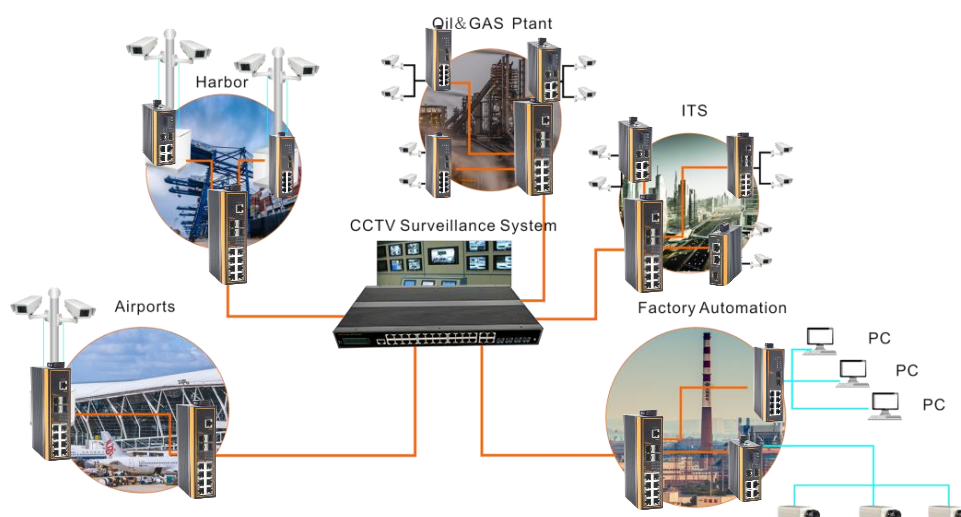 Oil&GAS Ptant
Harbor
ITS
CCTV Surveillance System
Airports
Factory Automation
PC
PC
PC